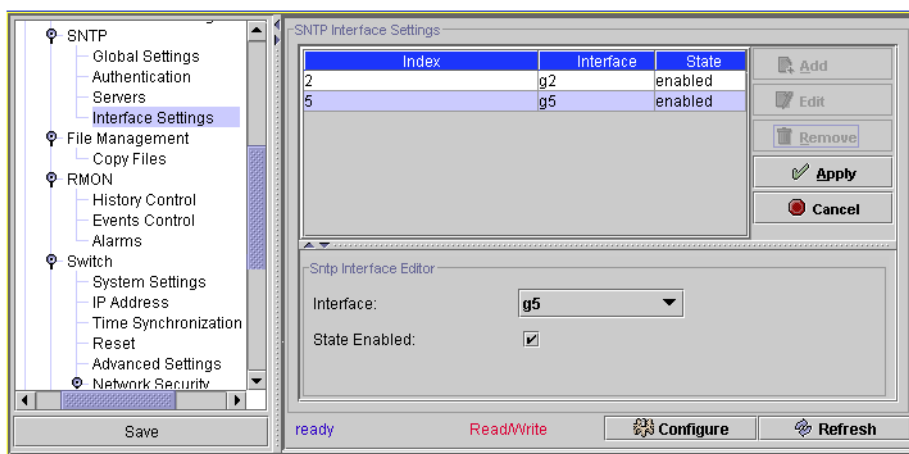 SNTP
Global Settings
Authentication
Servers
Interface Settings
File Management
Copy Files
RMON
History Control
Events Control
Alarms
Switch
System Settings
IP Address
Time Synchronization
Reset
Advanced Settings
Network Security
Save
SNTP Interface Settings
Index Interface State
2 g2 enabled
5 g5 enabled
Add
Edit
Remove
Apply
Cancel
Sntp Interface Editor
Interface: g5
State Enabled:
ready Read/Write Configure Refresh